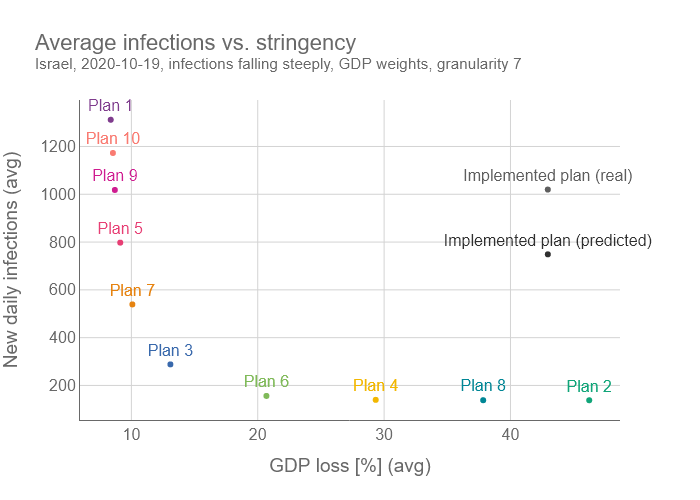 Average infections vs. stringency
Israel, 2020-10-19, infections falling steeply, GDP weights, granularity 7
New daily infections (avg)
1200
1000
800
600
400
200
Plan 1
Plan 10
Plan 9
Plan 5
Plan 7
Plan 3
Plan 6
Plan 4
Plan 8
Plan 2
Implemented plan (real)
Implemented plan (predicted)
10
20
30
40
GDP loss [%] (avg)